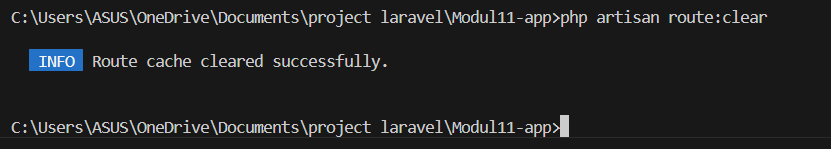 C:\Users\ASUS\OneDrive\Documents\project laravel\Modul11-app>php artisan route:clear
INFO Route cache cleared successfully.
C:\Users\ASUS\OneDrive\Documents\project laravel\Modul11-app>